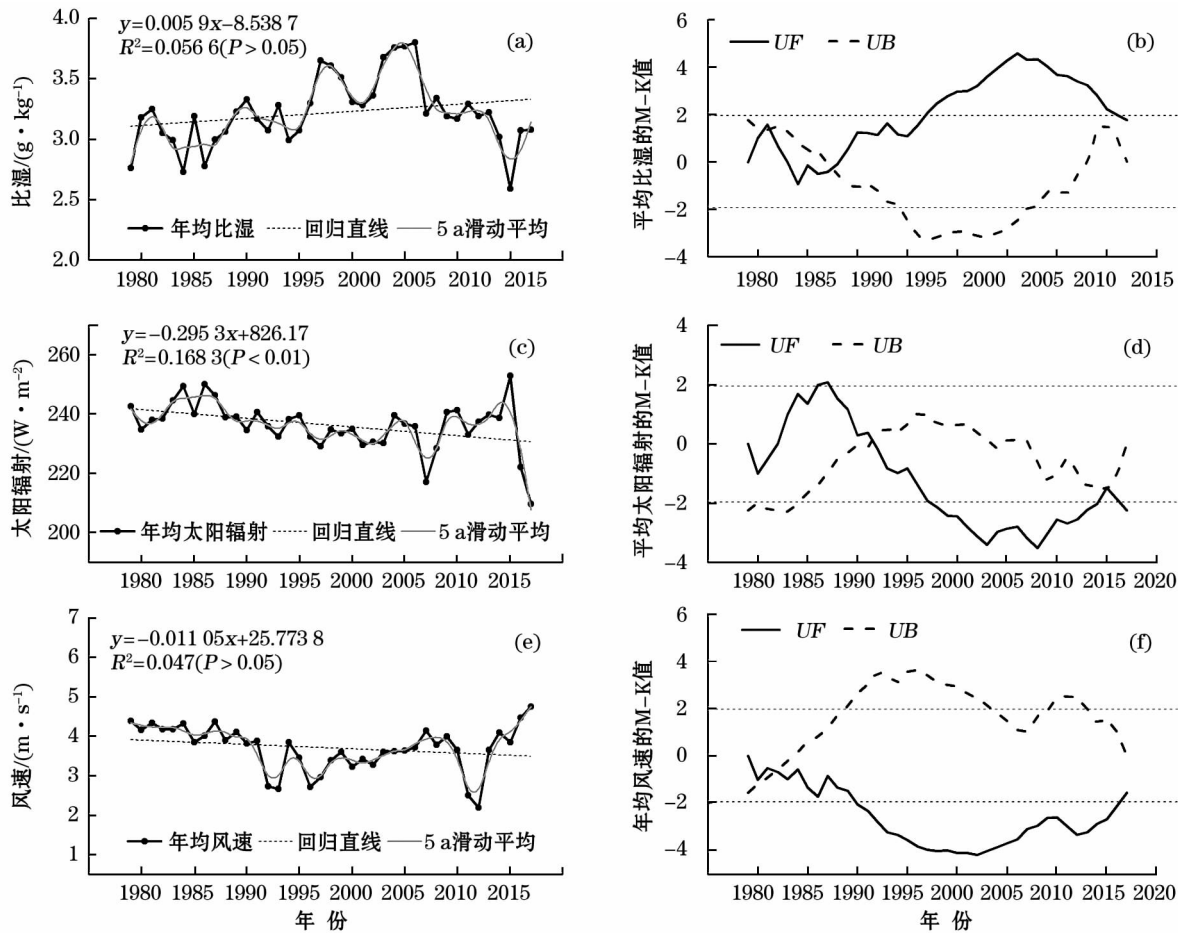 y=0.005 9x−8.538 7
R²=0.056 6(P＞0.05)
(a)
比湿/(g·kg⁻¹)
4.0
3.5
3.0
2.5
2.0
年均比湿 回归直线 5 a滑动平均
1980 1985 1990 1995 2000 2005 2010 2015
UF UB
(b)
平均比湿的M−K值
6
4
2
0
−2
−4
1980 1985 1990 1995 2000 2005 2010 2015
y=−0.295 3x+826.17
R²=0.168 3(P＜0.01)
(c)
太阳辐射/(W·m⁻²)
260
240
220
200
年均太阳辐射 回归直线 5 a滑动平均
1980 1985 1990 1995 2000 2005 2010 2015
UF UB
(d)
平均太阳辐射的M−K值
4
2
0
−2
−4
1980 1985 1990 1995 2000 2005 2010 2015 2020
y=−0.011 05x+25.773 8
R²=0.047(P＞0.05)
(e)
风速/(m·s⁻¹)
7
6
5
4
3
2
1
年均风速 回归直线 5 a滑动平均
1980 1985 1990 1995 2000 2005 2010 2015
年 份
UF UB
(f)
年均风速的M−K值
6
4
2
0
−2
−4
1980 1985 1990 1995 2000 2005 2010 2015 2020
年 份